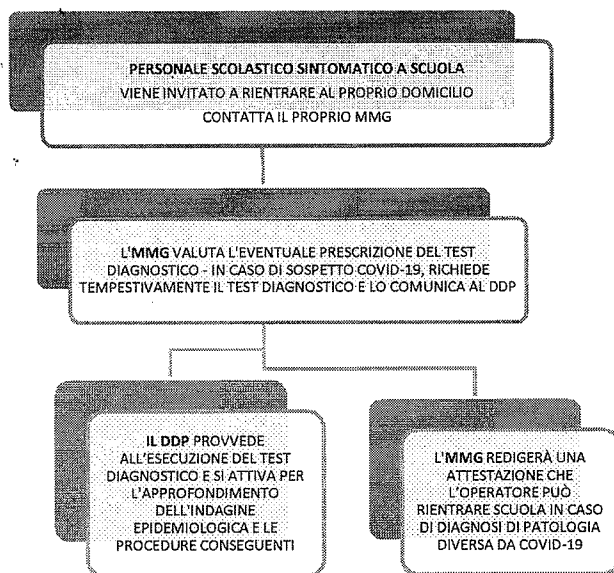 PERSONALE SCOLASTICO SINTOMATICO A SCUOLA
VIENE INVITATO A RIENTRARE AL PROPRIO DOMICILIO
CONTATTA IL PROPRIO MMG
L'MMG VALUTA L'EVENTUALE PRESCRIZIONE DEL TEST
DIAGNOSTICO - IN CASO DI SOSPETTO COVID-19, RICHIEDE
TEMPESTIVAMENTE IL TEST DIAGNOSTICO E LO COMUNICA AL DDP
IL DDP PROVVEDE
ALL'ESECUZIONE DEL TEST
DIAGNOSTICO E SI ATTIVA PER
L'APPROFONDIMENTO
DELL'INDAGINE
EPIDEMIOLOGICA E LE
PROCEDURE CONSEGUENTI
L'MMG REDIGERÀ UNA
ATTESTAZIONE CHE
L'OPERATORE PUÒ
RIENTRARE SCUOLA IN CASO
DI DIAGNOSI DI PATOLOGIA
DIVERSA DA COVID-19